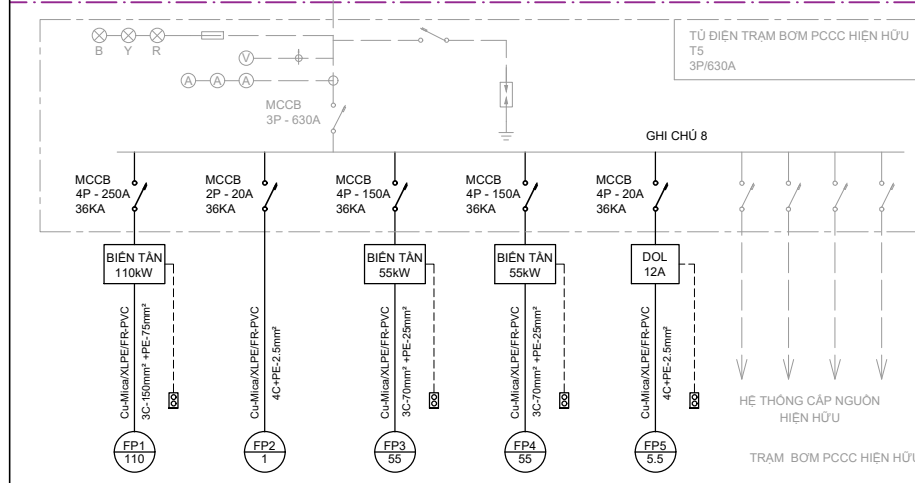 TỦ ĐIỆN TRẠM BƠM PCCC HIỆN HỮU
T5
3P/630A
B
Y
R
V
A
A
A
MCCB
3P - 630A
GHI CHÚ 8
MCCB
4P - 250A
36KA
MCCB
2P - 20A
36KA
MCCB
4P - 150A
36KA
MCCB
4P - 150A
36KA
MCCB
4P - 20A
36KA
BIẾN TẦN
110kW
BIẾN TẦN
55kW
BIẾN TẦN
55kW
DOL
12A
Cu-Mica/XLPE/FR-PVC
3C-150mm² +PE-75mm²
Cu-Mica/XLPE/FR-PVC
4C+PE-2.5mm²
Cu-Mica/XLPE/FR-PVC
3C-70mm² +PE-25mm²
Cu-Mica/XLPE/FR-PVC
3C-70mm² +PE-25mm²
Cu-Mica/XLPE/FR-PVC
4C+PE-2.5mm²
HỆ THỐNG CẤP NGUỒN
HIỆN HỮU
FP1
110
FP2
1
FP3
55
FP4
55
FP5
5.5
TRẠM BƠM PCCC HIỆN HỮU